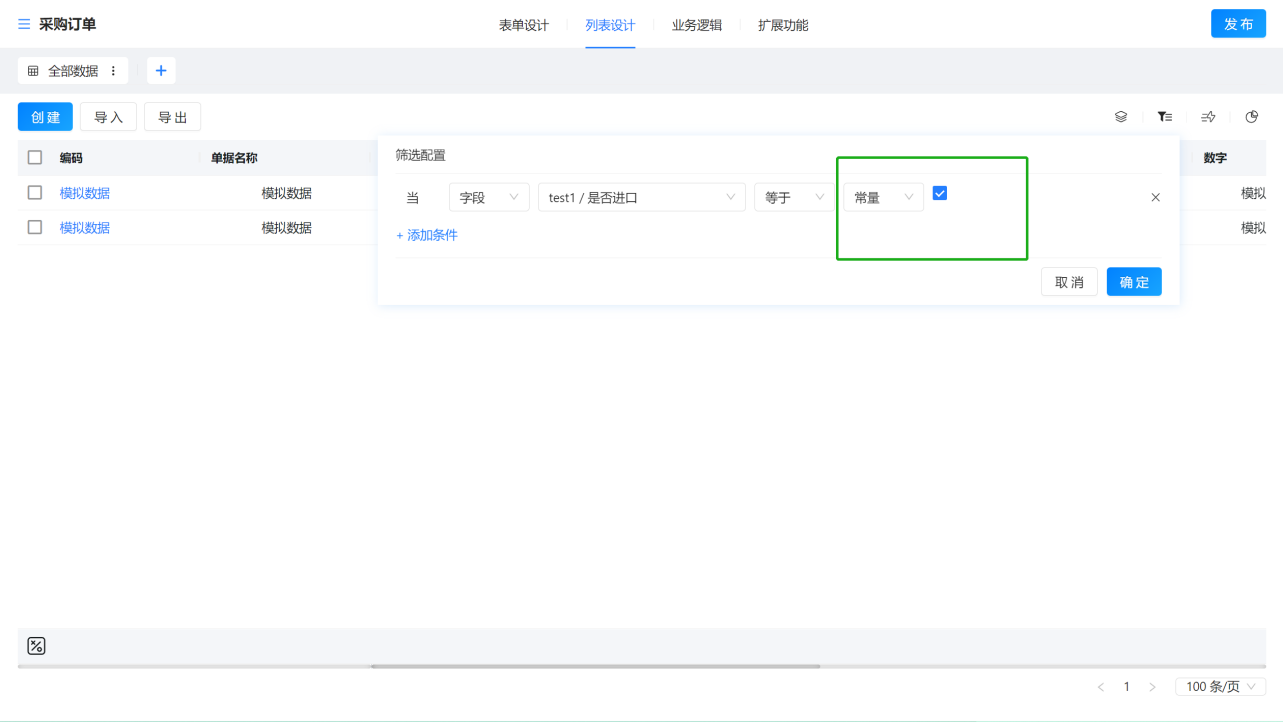 采购订单
表单设计
列表设计
业务逻辑
扩展功能
发 布
全部数据
创 建
导 入
导 出
编码
单据名称
数字
模拟数据
模拟数据
模拟
模拟数据
模拟数据
模拟
筛选配置
当
字段
test1 / 是否进口
等于
常量
+ 添加条件
取 消
确 定
1
100 条/页